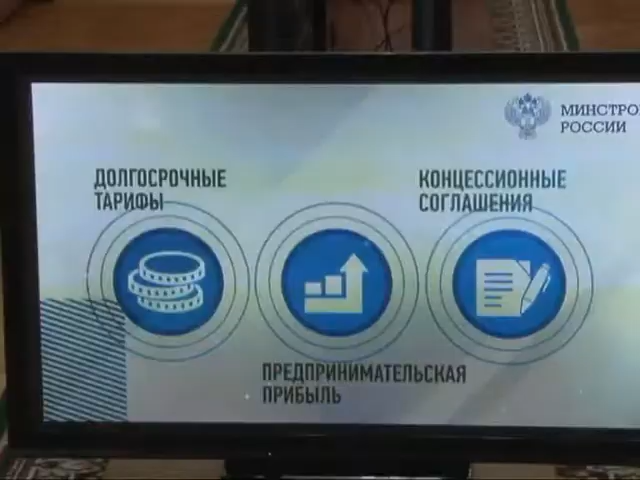 МИНСТРО
РОССИИ
ДОЛГОСРОЧНЫЕ
ТАРИФЫ
КОНЦЕССИОННЫЕ
СОГЛАШЕНИЯ
ПРЕДПРИНИМАТЕЛЬСКАЯ
ПРИБЫЛЬ